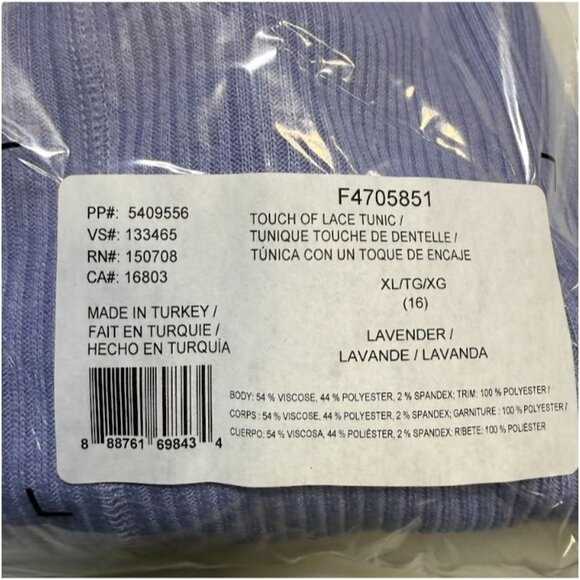 PP#: 5409556
VS#: 133465
RN#: 150708
CA#: 16803
MADE IN TURKEY /
FAIT EN TURQUIE /
HECHO EN TURQUÍA
8 88761 69843 4
F4705851
TOUCH OF LACE TUNIC /
TUNIQUE TOUCHE DE DENTELLE /
TÚNICA CON UN TOQUE DE ENCAJE
XL/TG/XG
(16)
LAVENDER /
LAVANDE / LAVANDA
BODY: 54 % VISCOSE, 44 % POLYESTER, 2 % SPANDEX; TRIM: 100 % POLYESTER /
CORPS : 54 % VISCOSE, 44 % POLYESTER, 2 % SPANDEX; GARNITURE : 100 % POLYESTER /
CUERPO: 54 % VISCOSA, 44 % POLIÉSTER, 2 % SPANDEX; RIBETE: 100 % POLIÉSTER